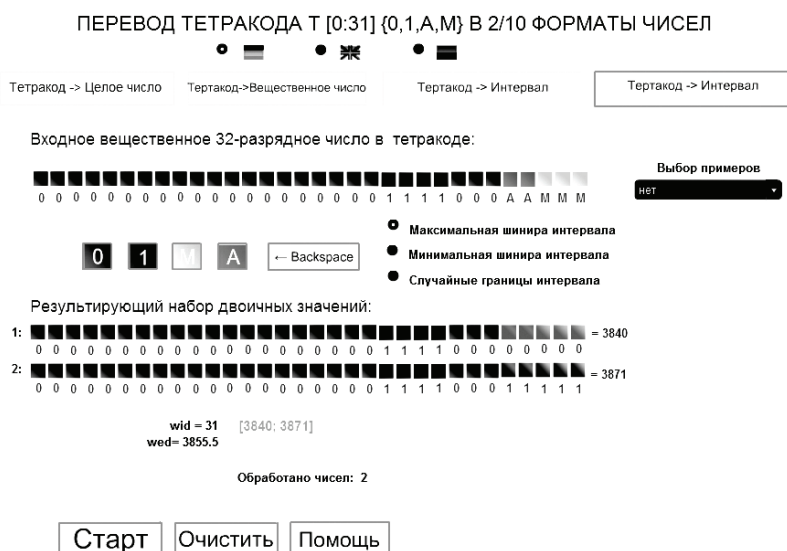 ПЕРЕВОД ТЕТРАКОДА Т [0:31] {0,1,A,M} В 2/10 ФОРМАТЫ ЧИСЕЛ
Тетракод -> Целое число Тертакод->Вещественное число Тертакод -> Интервал Тертакод -> Интервал
Входное вещественное 32-разрядное число в тетракоде:
Выбор примеров
нет
0 0 0 0 0 0 0 0 0 0 0 0 0 0 0 0 0 0 0 0 1 1 1 1 0 0 0 A A M M M
Максимальная шинира интервала
0 1 M A ← Backspace
Минимальная шинира интервала
Случайные границы интервала
Результирующий набор двоичных значений:
1: = 3840
0 0 0 0 0 0 0 0 0 0 0 0 0 0 0 0 0 0 0 0 1 1 1 1 0 0 0 0 0 0 0 0
2: = 3871
0 0 0 0 0 0 0 0 0 0 0 0 0 0 0 0 0 0 0 0 1 1 1 1 0 0 0 1 1 1 1 1
wid = 31 [3840; 3871]
wed= 3855.5
Обработано чисел: 2
Старт Очистить Помощь